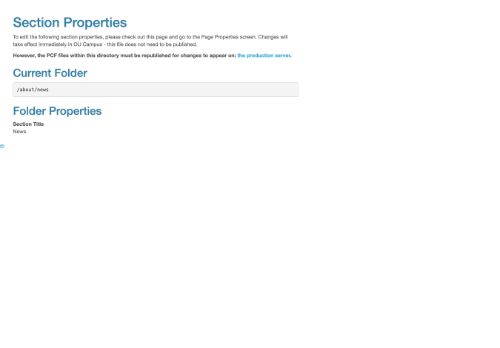 Section Properties
To edit the following section properties, please check out this page and go to the Page Properties screen. Changes will
take effect immediately in OU Campus - this file does not need to be published.
However, the PCF files within this directory must be republished for changes to appear on: the production server.
Current Folder
/about/news
Folder Properties
Section Title
News